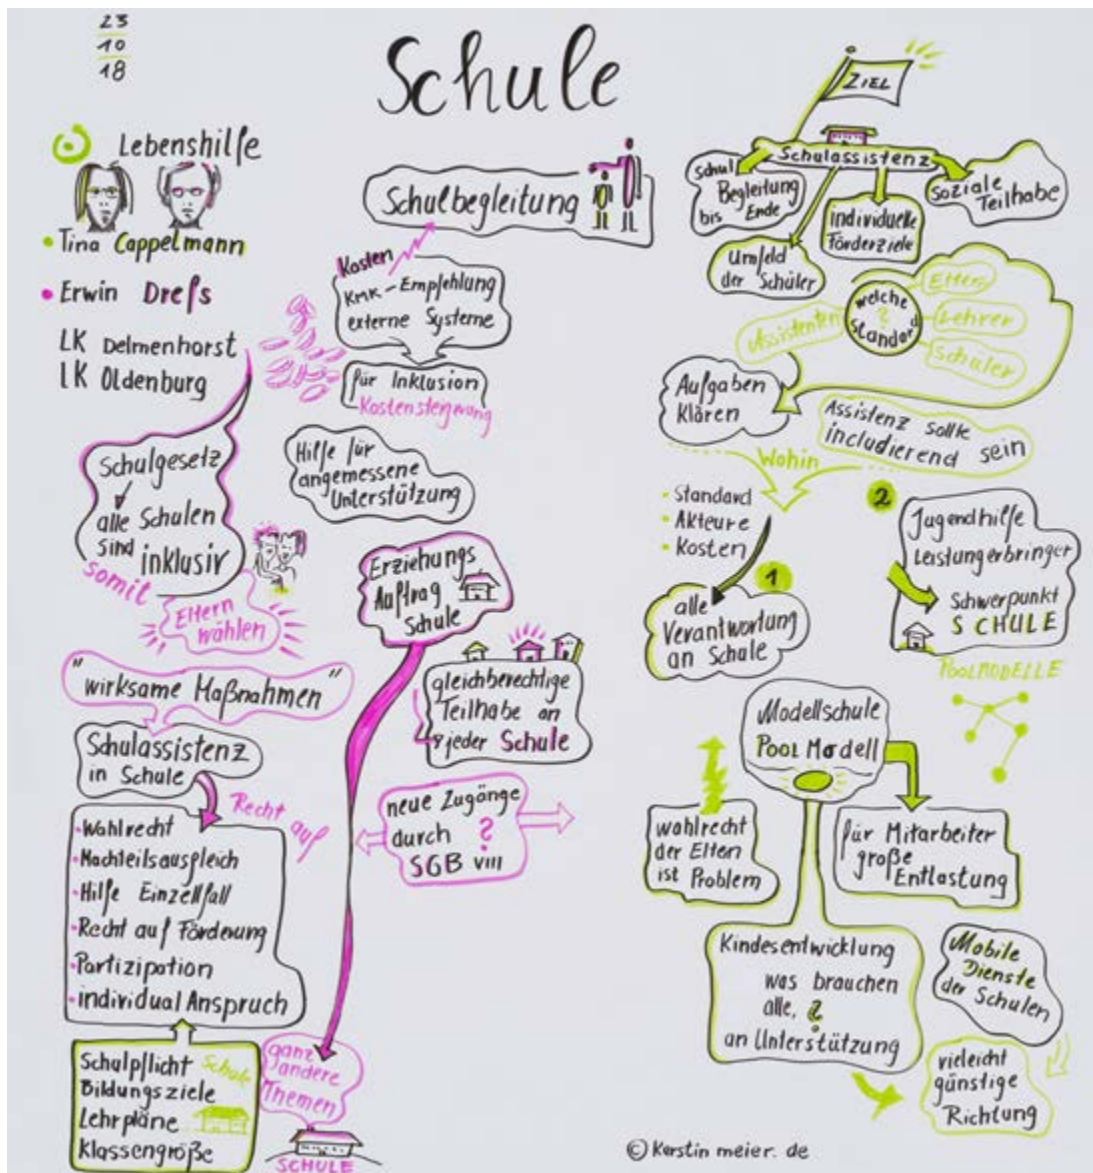 23
10
18
Schule
Lebenshilfe
• Tina Cappelmann
• Erwin Dreßs
LK Delmenhorst
LK Oldenburg
Schulgesetz
alle Schulen
sind inklusiv
somit
Eltern
wählen
"wirksame Maßnahmen"
Schulassistenz
in Schule
Recht auf
• Wahlrecht
• Nachteilsausgleich
• Hilfe Einzelfall
• Recht auf Förderung
• Partizipation
• individual Anspruch
Schulpflicht
Schule
Bildungsziele
Lehrpläne
Klassengröße
Schulbegleitung
Kosten
KMK-Empfehlung
externe Systeme
für Inklusion
Kostensteigerung
Hilfe für
angemessene
Unterstützung
Erziehungs
Auftrag
Schule
gleichberechtige
Teilhabe an
jeder Schule
neue Zugänge
durch ?
SGB VIII
ganz
andere
Themen
SCHULE
ZIEL
Schulassistenz
Schul
Begleitung
bis Ende
Umfeld
der Schüler
individuelle
Förderziele
soziale
Teilhabe
welche
?
Standard
Eltern
Lehrer
Schüler
Assistenten
Aufgaben
klären
Assistenz sollte
includierend sein
Wohin
• Standard
• Akteure
• Kosten
1
alle
Verantwortung
an Schule
2
Jugendhilfe
Leistungerbringer
Schwerpunkt
SCHULE
POOLMODELLE
Modellschule
POOL Modell
wahlrecht
der Elten
ist Problem
für Mitarbeiter
große
Entlastung
Kindesentwicklung
was brauchen
alle, ?
an Unterstützung
Mobile
Dienste
der Schulen
vieleicht
günstige
Richtung
© Kerstin meier. de